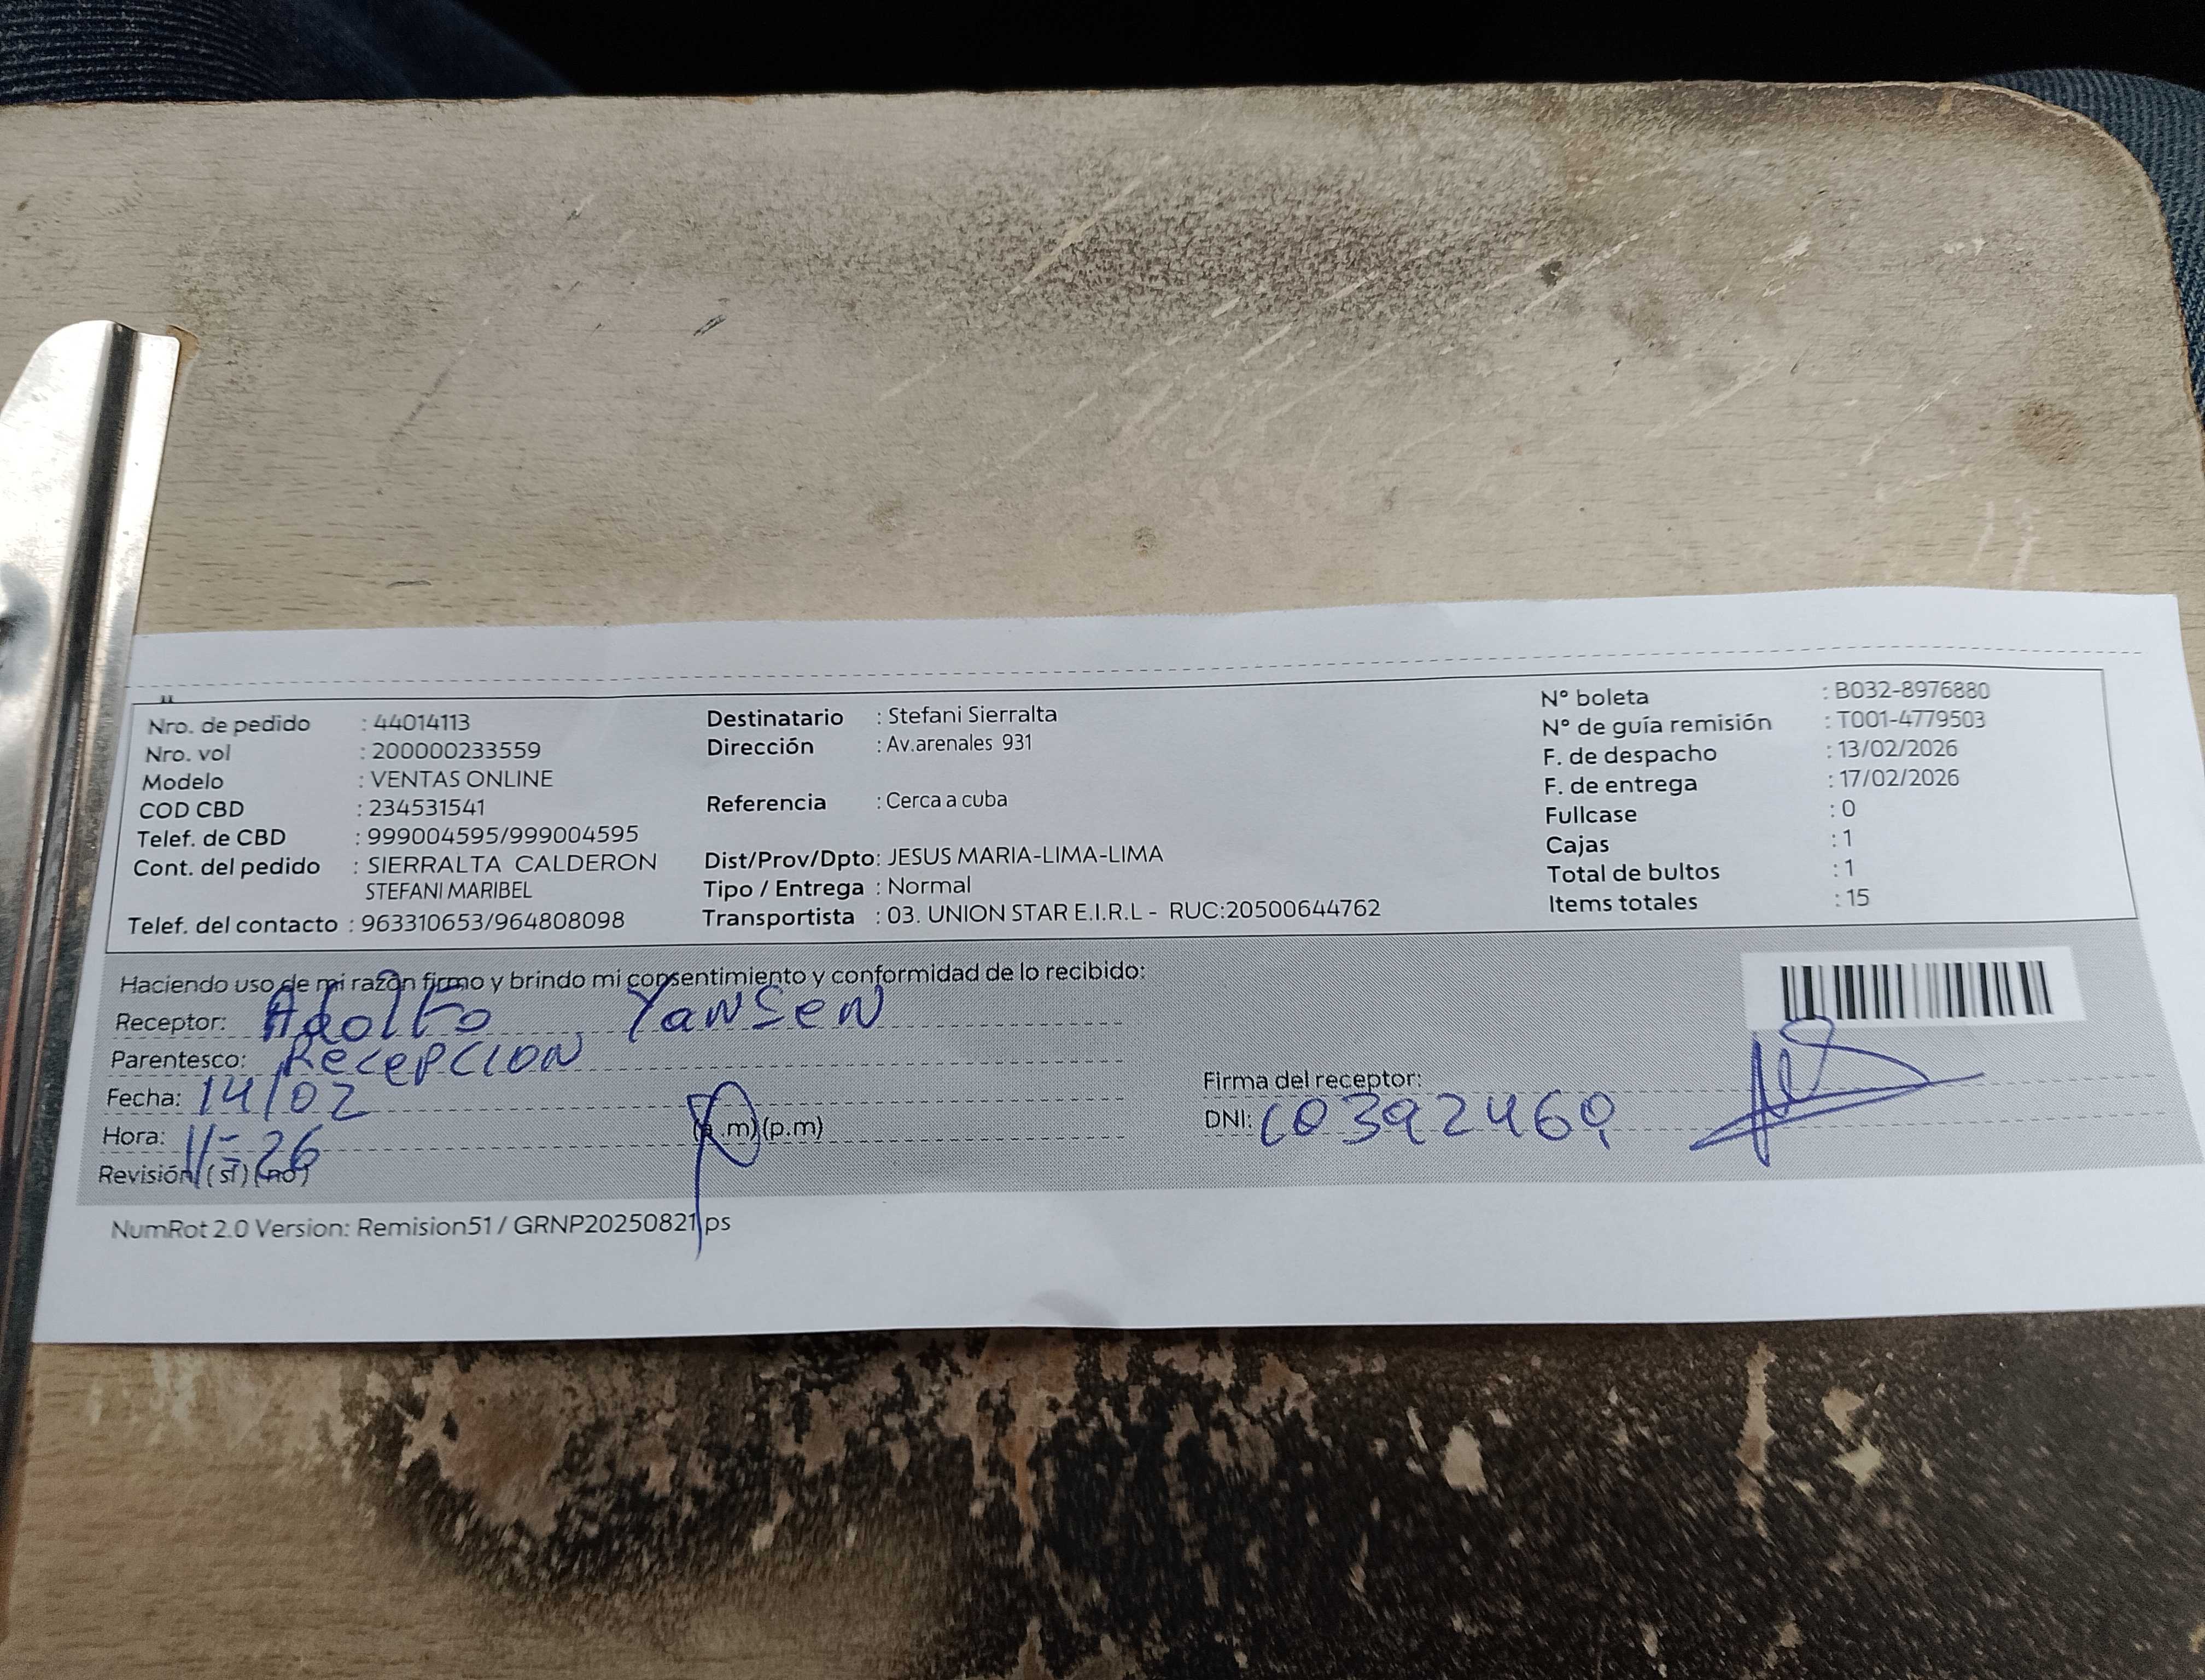 Nro. de pedido : 44014113
Nro. vol : 200000233559
Modelo : VENTAS ONLINE
COD CBD : 234531541
Telef. de CBD : 999004595/999004595
Cont. del pedido : SIERRALTA CALDERON
STEFANI MARIBEL
Telef. del contacto : 963310653/964808098
Destinatario : Stefani Sierralta
Dirección : Av.arenales 931
Referencia : Cerca a cuba
Dist/Prov/Dpto: JESUS MARIA-LIMA-LIMA
Tipo / Entrega : Normal
Transportista : 03. UNION STAR E.I.R.L - RUC:20500644762
N° boleta : B032-8976880
N° de guía remisión : T001-4779503
F. de despacho : 13/02/2026
F. de entrega : 17/02/2026
Fullcase : 0
Cajas : 1
Total de bultos : 1
Items totales : 15
Haciendo uso de mi razón firmo y brindo mi consentimiento y conformidad de lo recibido:
Receptor: Adolfo Yansen
Parentesco: Recepcion
Fecha: 14/02
Hora: 11:26 (a.m) (p.m)
Revisión (si) (no)
Firma del receptor:
DNI:
NumRot 2.0 Version: Remision51 / GRNP20250821 ps